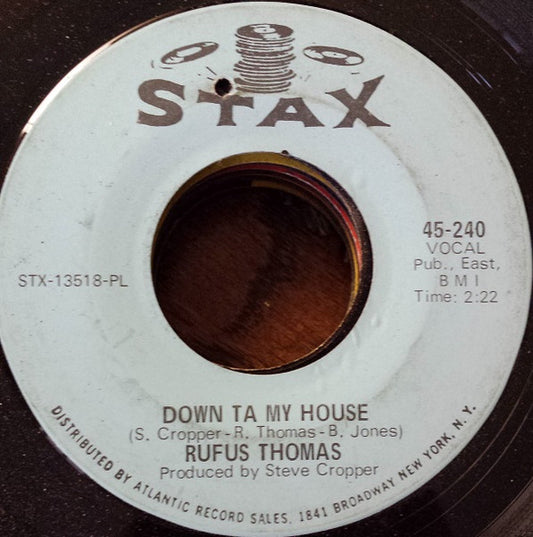 STAX
45-240
VOCAL
Pub., East,
B M I
Time: 2:22
STX-13518-PL
DOWN TA MY HOUSE
(S. Cropper-R. Thomas-B. Jones)
RUFUS THOMAS
Produced by Steve Cropper
DISTRIBUTED BY ATLANTIC RECORD SALES, 1841 BROADWAY NEW YORK, N.Y.